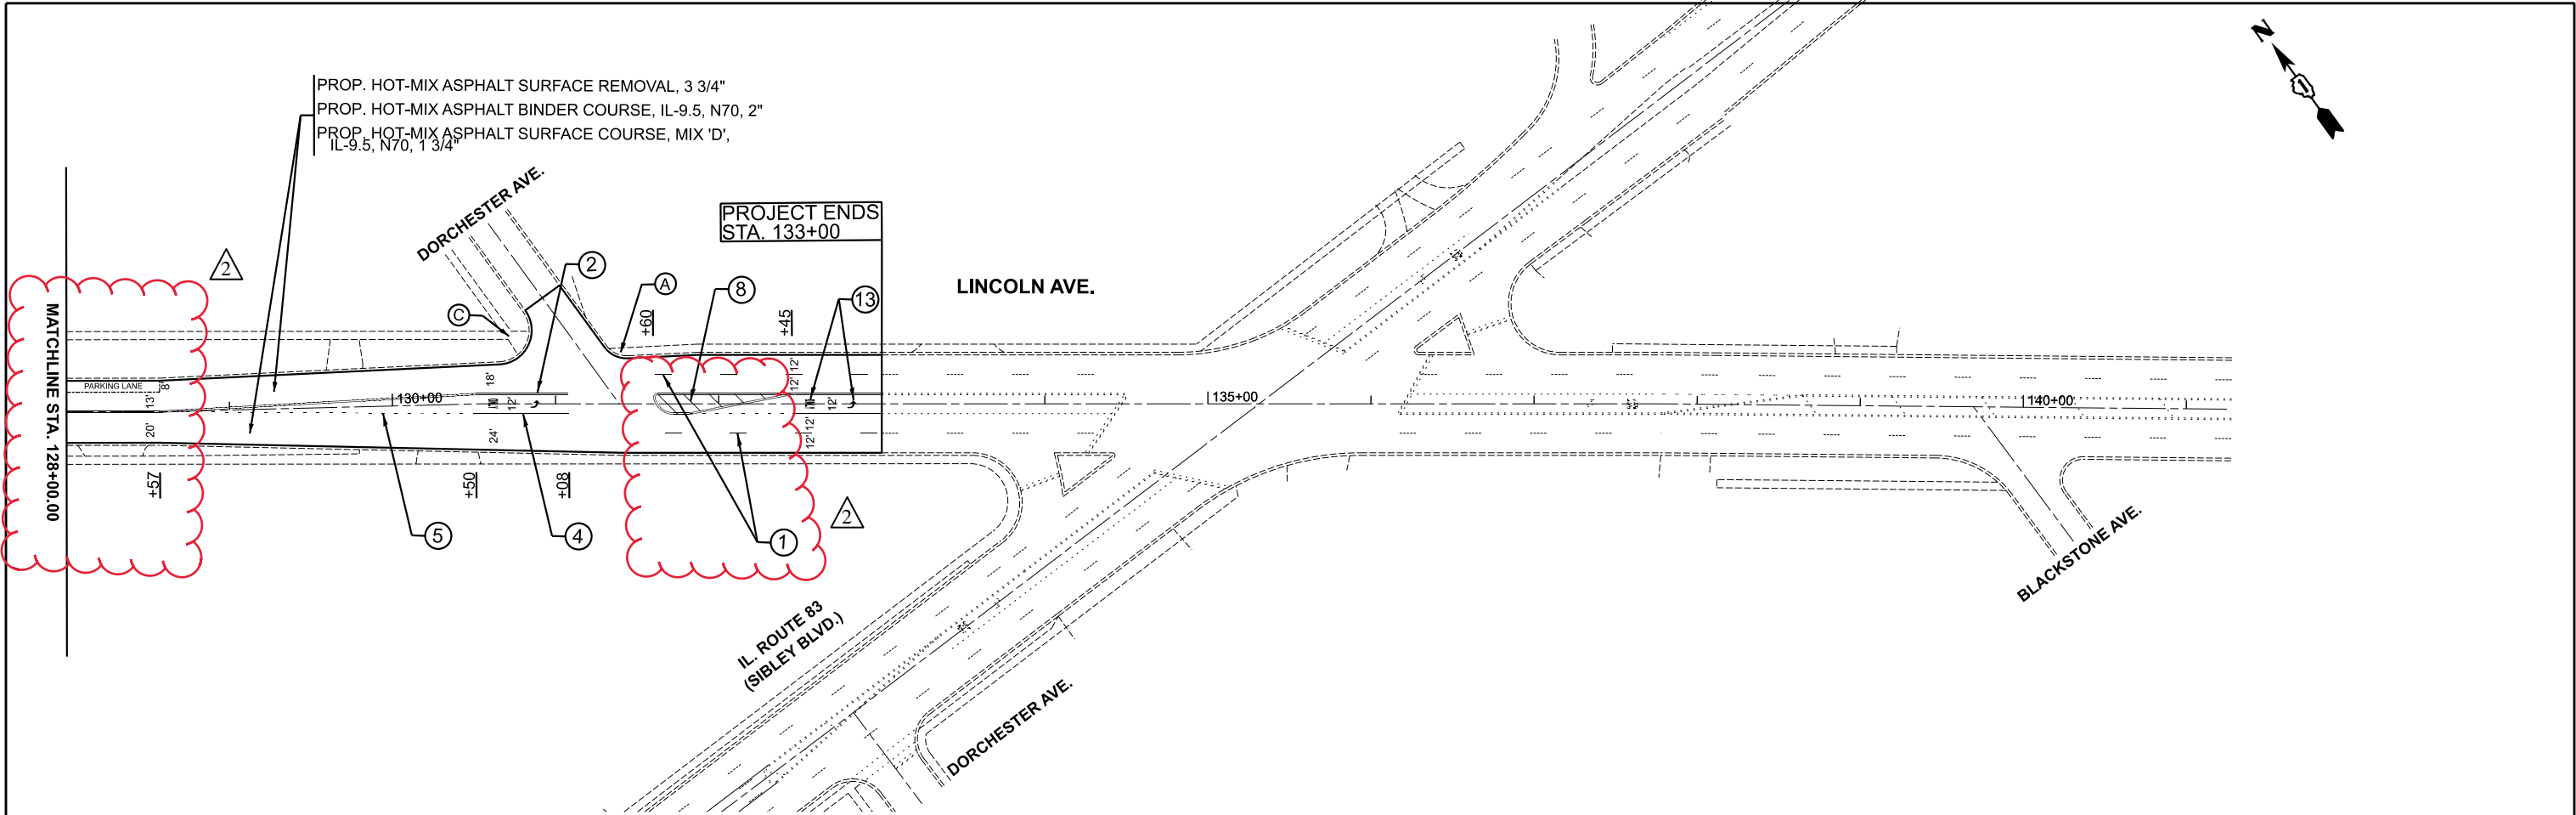 PROP. HOT-MIX ASPHALT SURFACE REMOVAL, 3 3/4"
PROP. HOT-MIX ASPHALT BINDER COURSE, IL-9.5, N70, 2"
PROP. HOT-MIX ASPHALT SURFACE COURSE, MIX 'D',
IL-9.5, N70, 1 3/4"
N
1
DORCHESTER AVE.
PROJECT ENDS
STA. 133+00
2
2
A
8
13
LINCOLN AVE.
C
+60
+45
MATCHLINE STA. 128+00.00
PARKING LANE
8'
13'
20'
18'
12'
24'
130+00
12'
12'
12'
12'
12'
135+00
140+00
+57
+50
+08
5
4
1
2
IL. ROUTE 83
(SIBLEY BLVD.)
DORCHESTER AVE.
BLACKSTONE AVE.